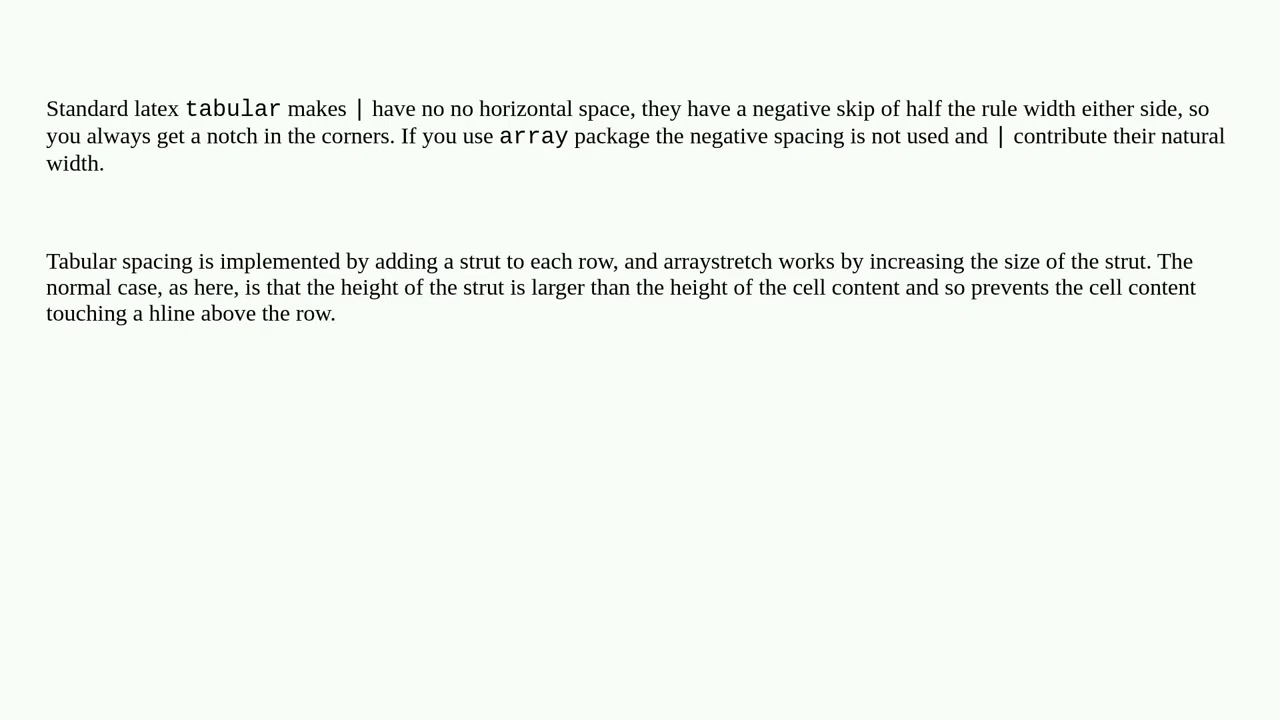 Standard latex tabular makes | have no no horizontal space, they have a negative skip of half the rule width either side, so
you always get a notch in the corners. If you use array package the negative spacing is not used and | contribute their natural
width.
Tabular spacing is implemented by adding a strut to each row, and arraystretch works by increasing the size of the strut. The
normal case, as here, is that the height of the strut is larger than the height of the cell content and so prevents the cell content
touching a hline above the row.